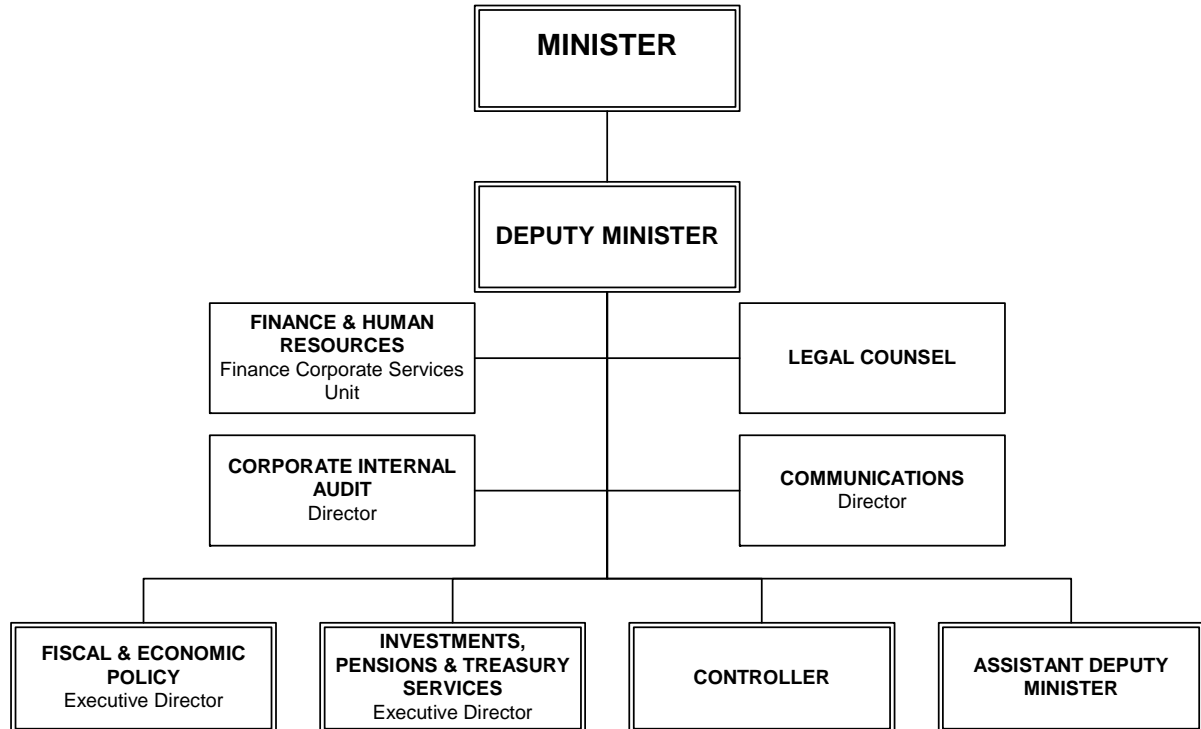 MINISTER
DEPUTY MINISTER
FINANCE & HUMAN
RESOURCES
Finance Corporate Services
Unit
LEGAL COUNSEL
CORPORATE INTERNAL
AUDIT
Director
COMMUNICATIONS
Director
FISCAL & ECONOMIC
POLICY
Executive Director
INVESTMENTS,
PENSIONS & TREASURY
SERVICES
Executive Director
CONTROLLER
ASSISTANT DEPUTY
MINISTER